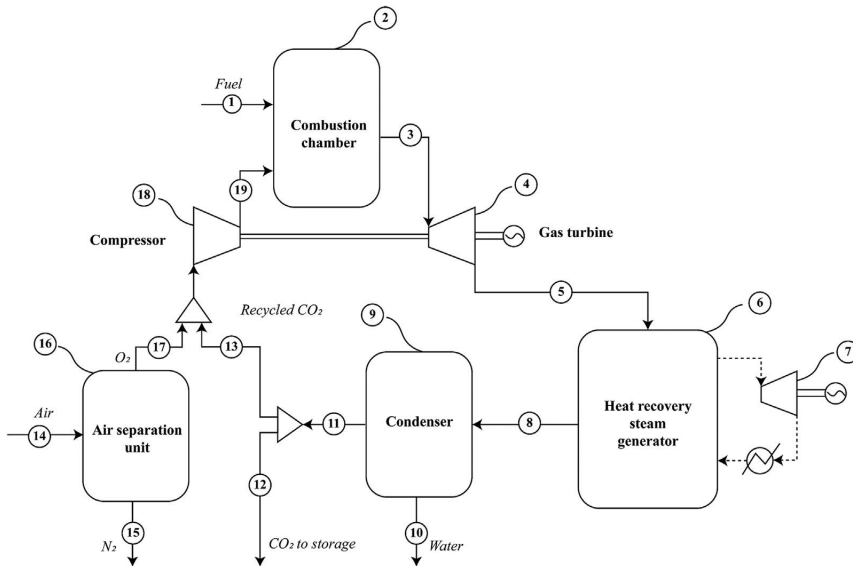 2
Fuel
1
Combustion
chamber
3
19
18
4
Compressor
Gas turbine
5
6
Recycled CO₂
9
7
16
O₂
17
13
Air
14
Air separation
unit
11
Condenser
8
Heat recovery
steam
generator
12
15
N₂
CO₂ to storage
10
Water